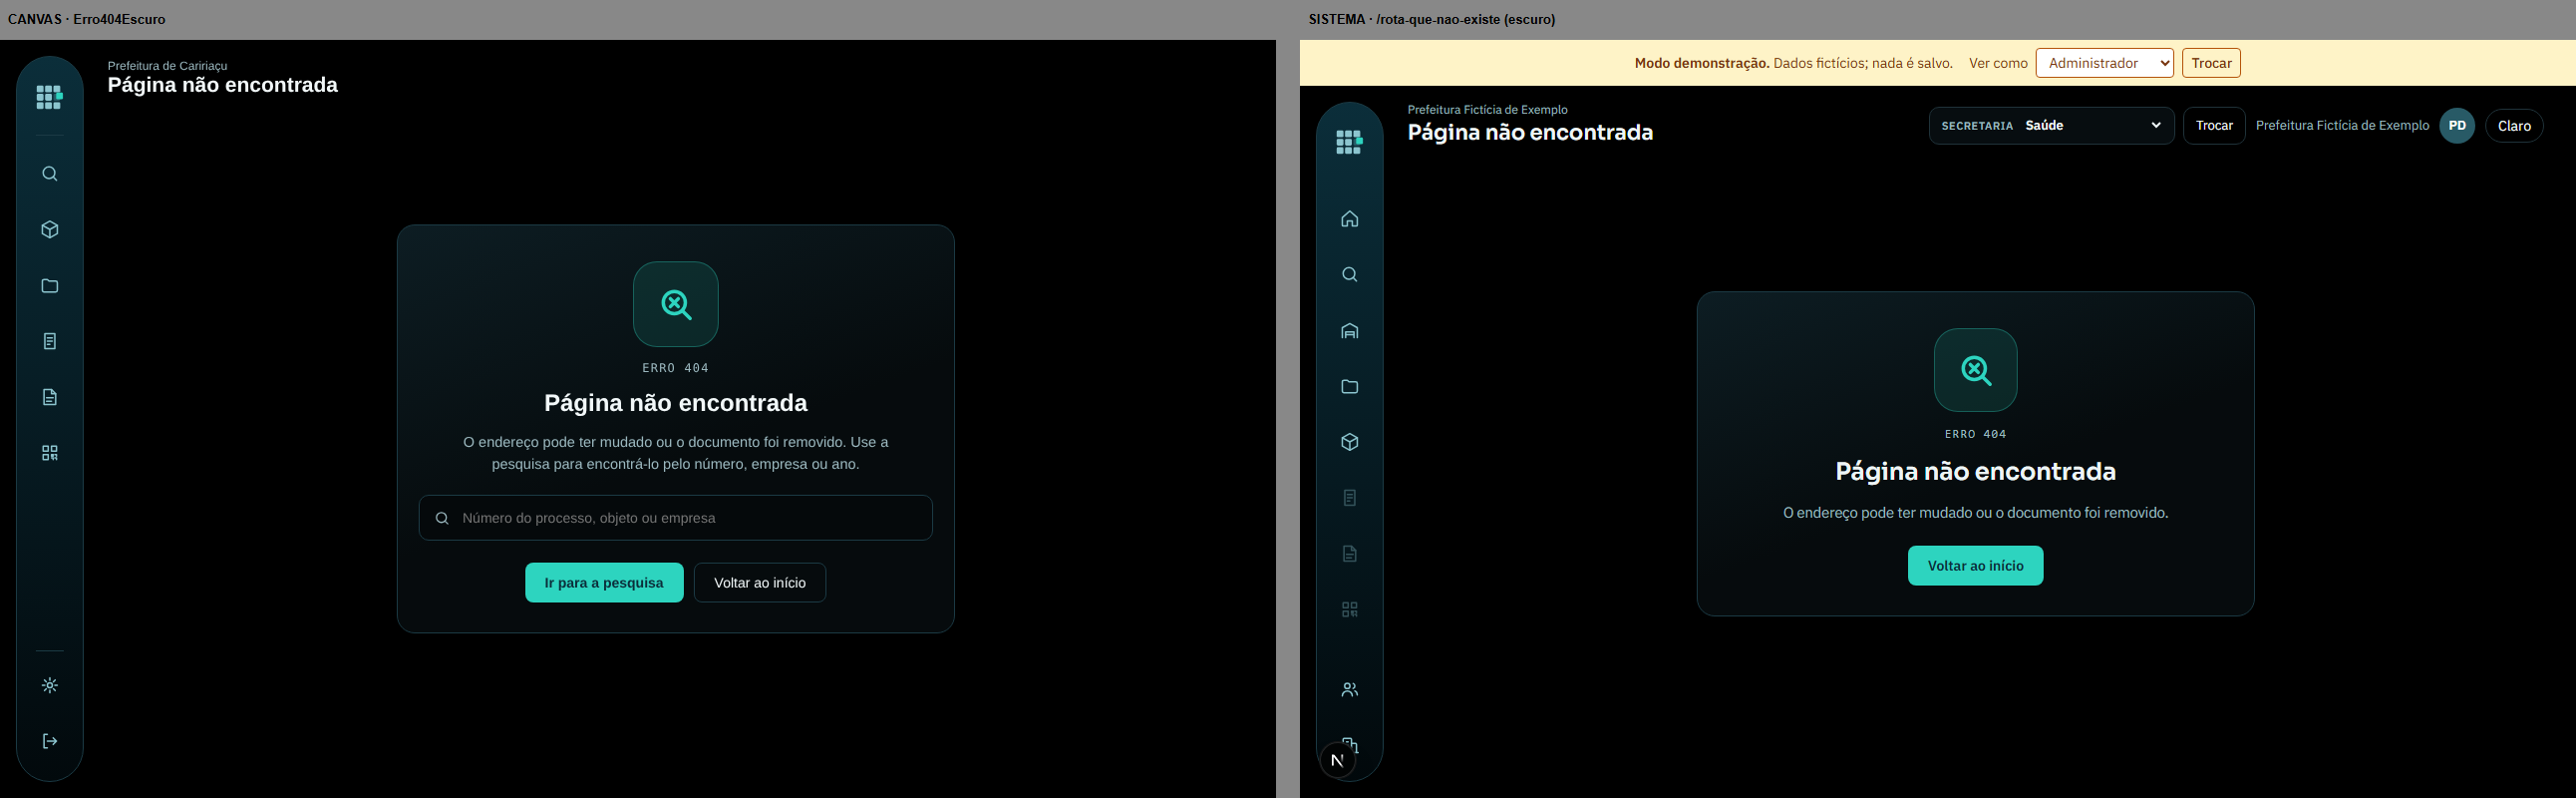 CANVAS · Erro404Escuro
Prefeitura de Caririaçu
Página não encontrada
ERRO 404
Página não encontrada
O endereço pode ter mudado ou o documento foi removido. Use a
pesquisa para encontrá-lo pelo número, empresa ou ano.
Número do processo, objeto ou empresa
Ir para a pesquisa
Voltar ao início
SISTEMA · /rota-que-nao-existe (escuro)
Modo demonstração. Dados fictícios; nada é salvo. Ver como Administrador Trocar
Prefeitura Fictícia de Exemplo
Página não encontrada
SECRETARIA Saúde Trocar Prefeitura Fictícia de Exemplo PD Claro
ERRO 404
Página não encontrada
O endereço pode ter mudado ou o documento foi removido.
Voltar ao início
N